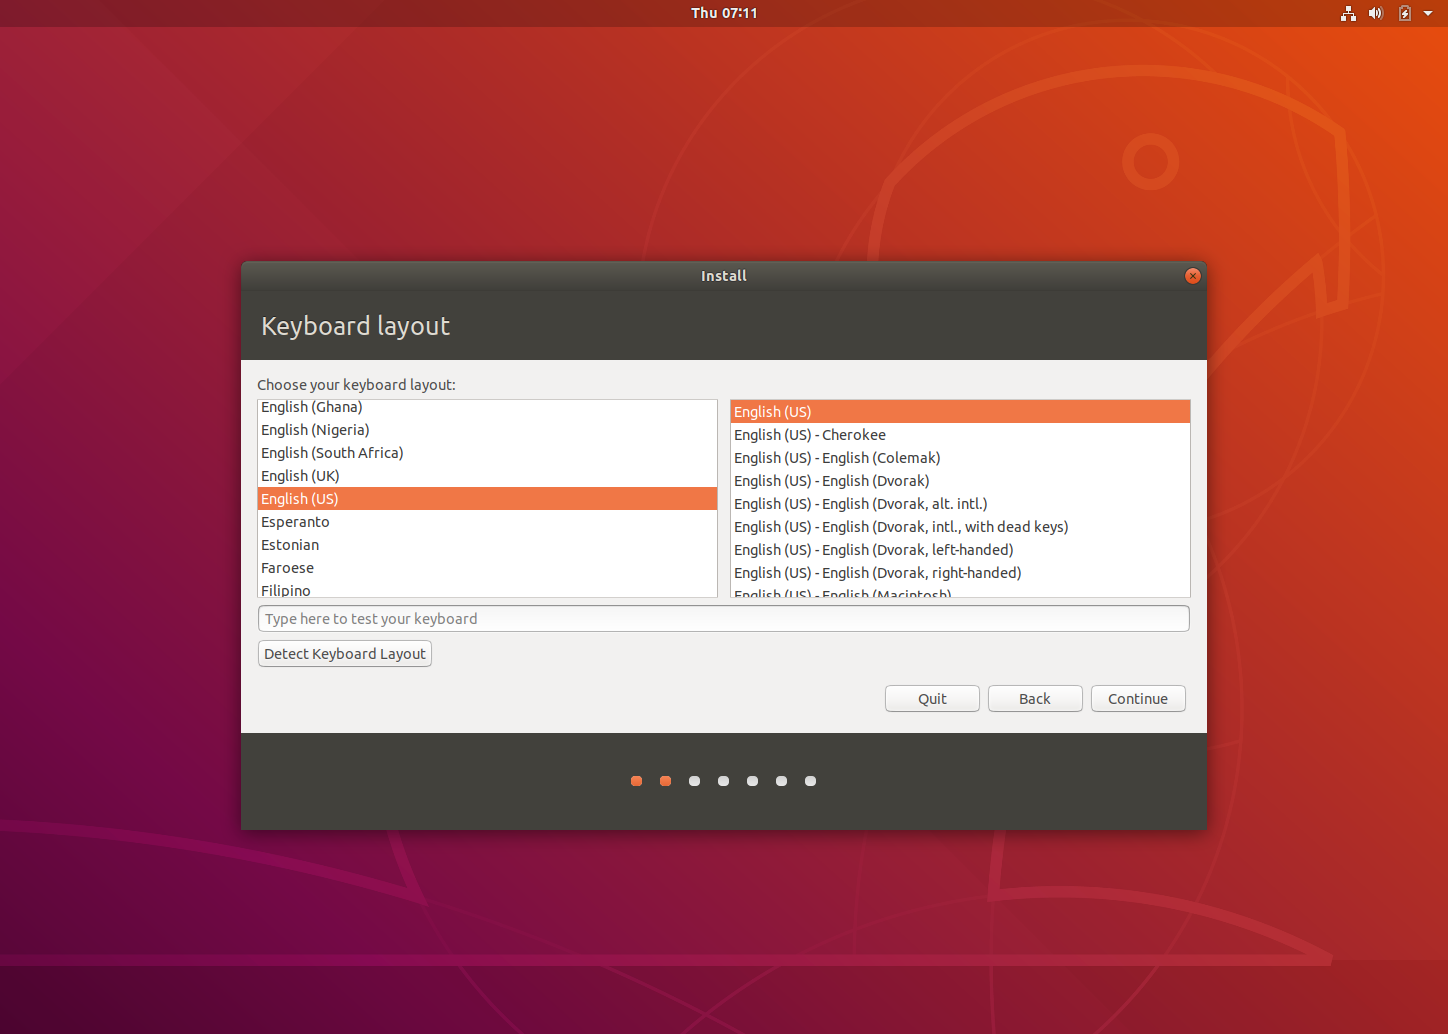 Thu 07:11
Install
Keyboard layout
Choose your keyboard layout:
English (Ghana)
English (Nigeria)
English (South Africa)
English (UK)
English (US)
Esperanto
Estonian
Faroese
Filipino
English (US)
English (US) - Cherokee
English (US) - English (Colemak)
English (US) - English (Dvorak)
English (US) - English (Dvorak, alt. intl.)
English (US) - English (Dvorak, intl., with dead keys)
English (US) - English (Dvorak, left-handed)
English (US) - English (Dvorak, right-handed)
English (US) - English (Macintosh)
Type here to test your keyboard
Detect Keyboard Layout
Quit
Back
Continue